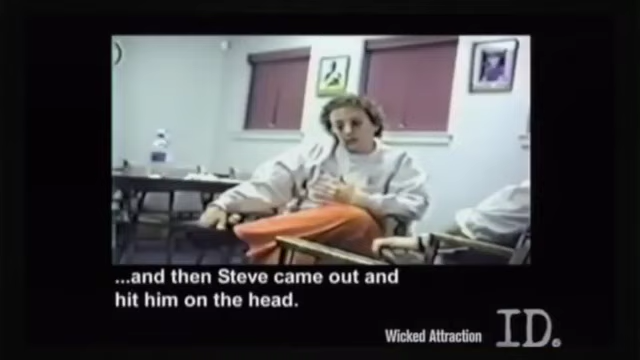 ...and then Steve came out and
hit him on the head.
Wicked Attraction ID.